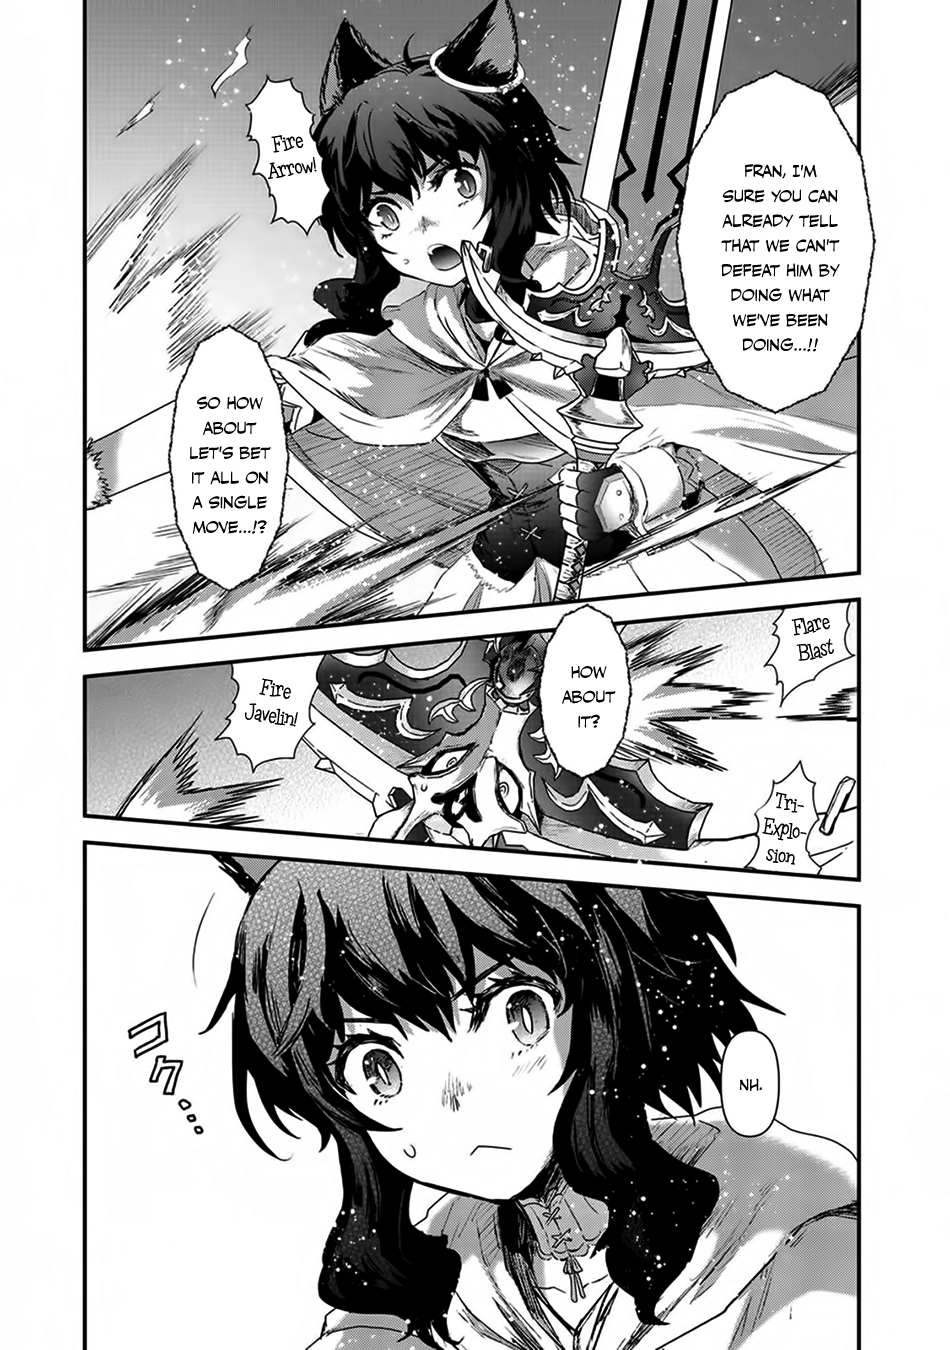 FRAN, I'M
SURE YOU CAN
ALREADY TELL
THAT WE CAN'T
DEFEAT HIM BY
DOING WHAT
WE'VE BEEN
DOING...!!
Fire
Arrow!
SO HOW
ABOUT
LET'S BET
IT ALL ON
A SINGLE
MOVE...!?
Flare
Blast
HOW
ABOUT
IT?
Fire
Javelin!
Tri-
Explo-
sion
NH.
コク...